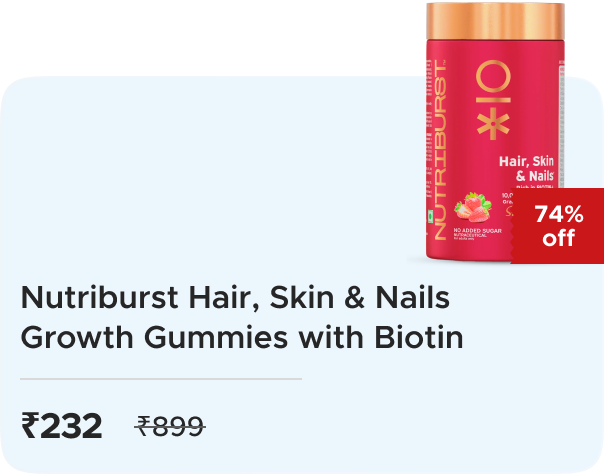 NUTRIBURST
Hair, Skin
& Nails
NO ADDED SUGAR
NUTRACEUTICAL
74%
off
Nutriburst Hair, Skin & Nails
Growth Gummies with Biotin
₹232 ₹899